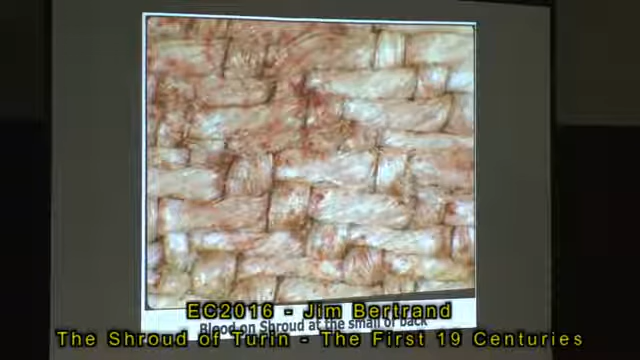 EC2016 - Jim Bertrand
Blood on Shroud at the small of back
The Shroud of Turin - The First 19 Centuries